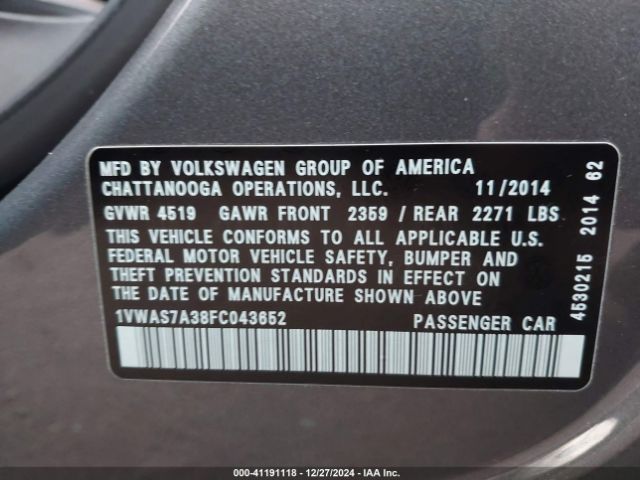 MFD BY VOLKSWAGEN GROUP OF AMERICA
CHATTANOOGA OPERATIONS, LLC. 11/2014
GVWR 4519 GAWR FRONT 2359 / REAR 2271 LBS
THIS VEHICLE CONFORMS TO ALL APPLICABLE U.S.
FEDERAL MOTOR VEHICLE SAFETY, BUMPER AND
THEFT PREVENTION STANDARDS IN EFFECT ON
THE DATE OF MANUFACTURE SHOWN ABOVE
1VWAS7A38FC043652 PASSENGER CAR
4530215 2014 62
000-41191118 - 12/27/2024 - IAA Inc.